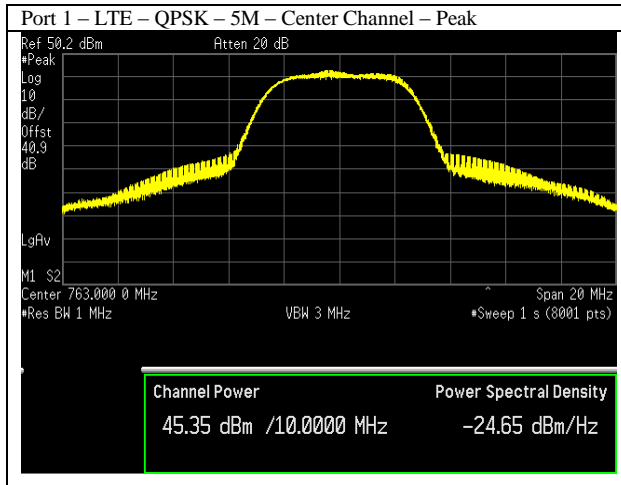 Port 1 – LTE – QPSK – 5M – Center Channel – Peak
Ref 50.2 dBm Atten 20 dB
#Peak
Log
10
dB/
Offst
40.9
dB
LgAv
M1 S2
Center 763.000 0 MHz ^ Span 20 MHz
#Res BW 1 MHz VBW 3 MHz #Sweep 1 s (8001 pts)
Channel Power Power Spectral Density
45.35 dBm /10.0000 MHz -24.65 dBm/Hz